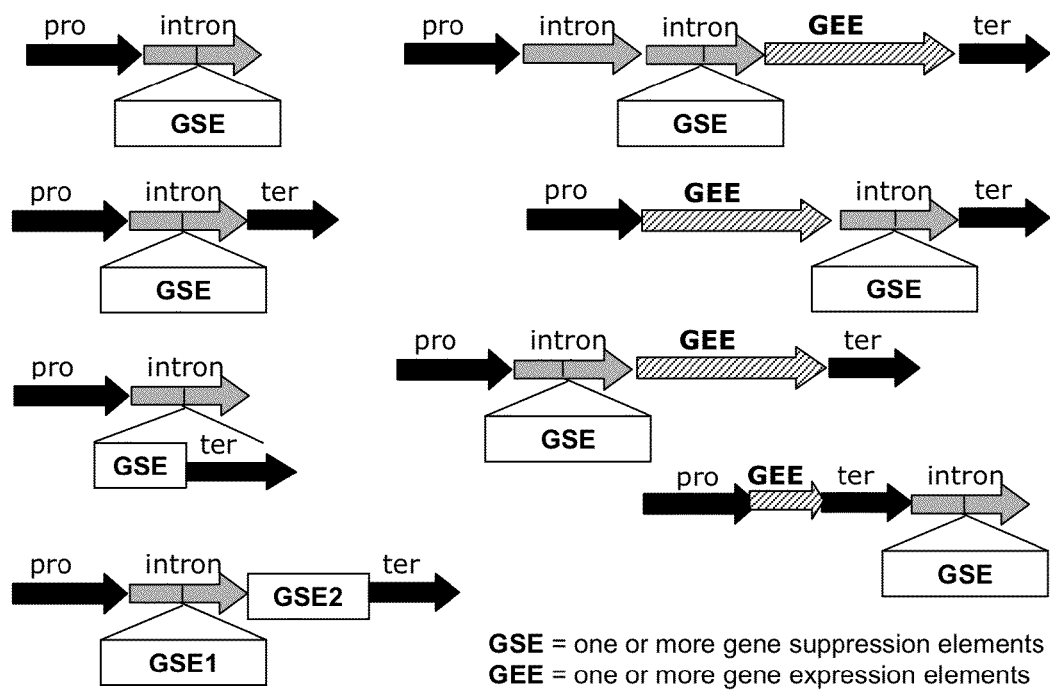 pro intron
GSE
pro intron intron GEE ter
GSE
pro intron ter
GSE
pro GEE intron ter
GSE
pro intron
GSE ter
pro intron GEE ter
GSE
pro GEE ter intron
GSE
pro intron GSE2 ter
GSE1
GSE = one or more gene suppression elements
GEE = one or more gene expression elements